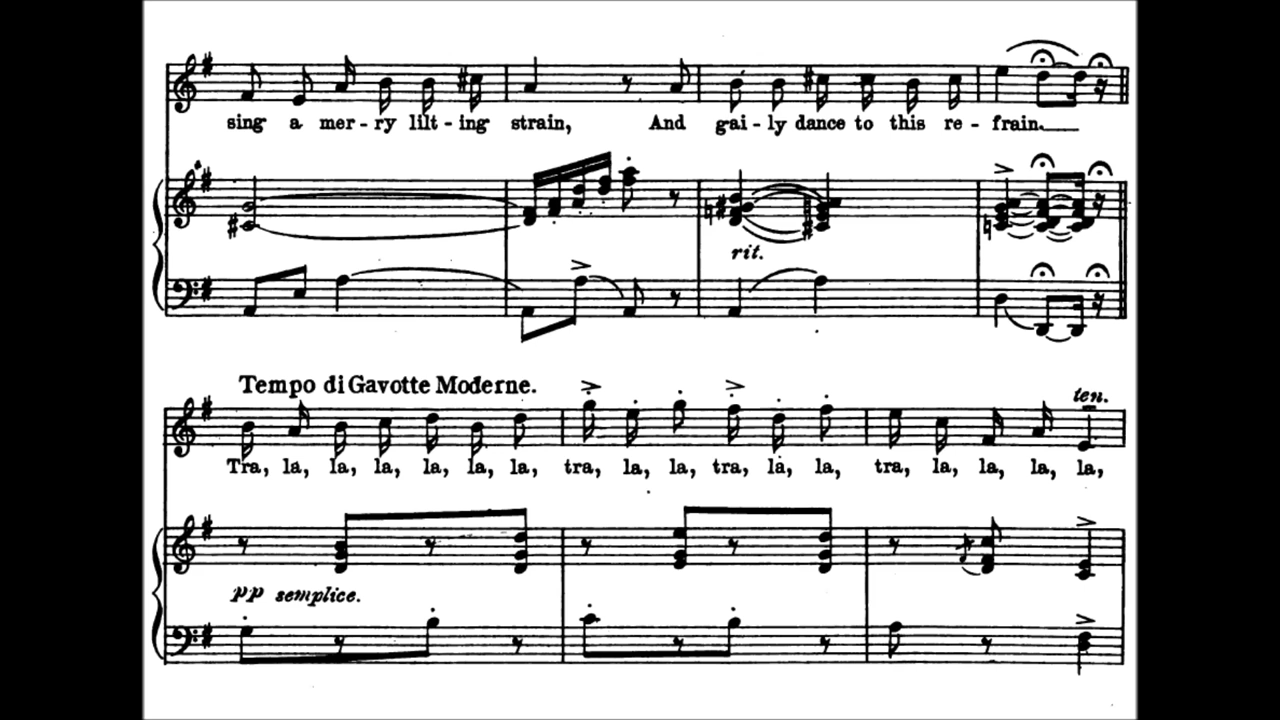 sing a mer - ry lilt - ing strain, And gai - ly dance to this re - frain.
rit.
Tempo di Gavotte Moderne.
ten.
Tra, la, la, la, la, la, la, tra, la, la, tra, la, la, tra, la, la, la, la,
pp semplice.